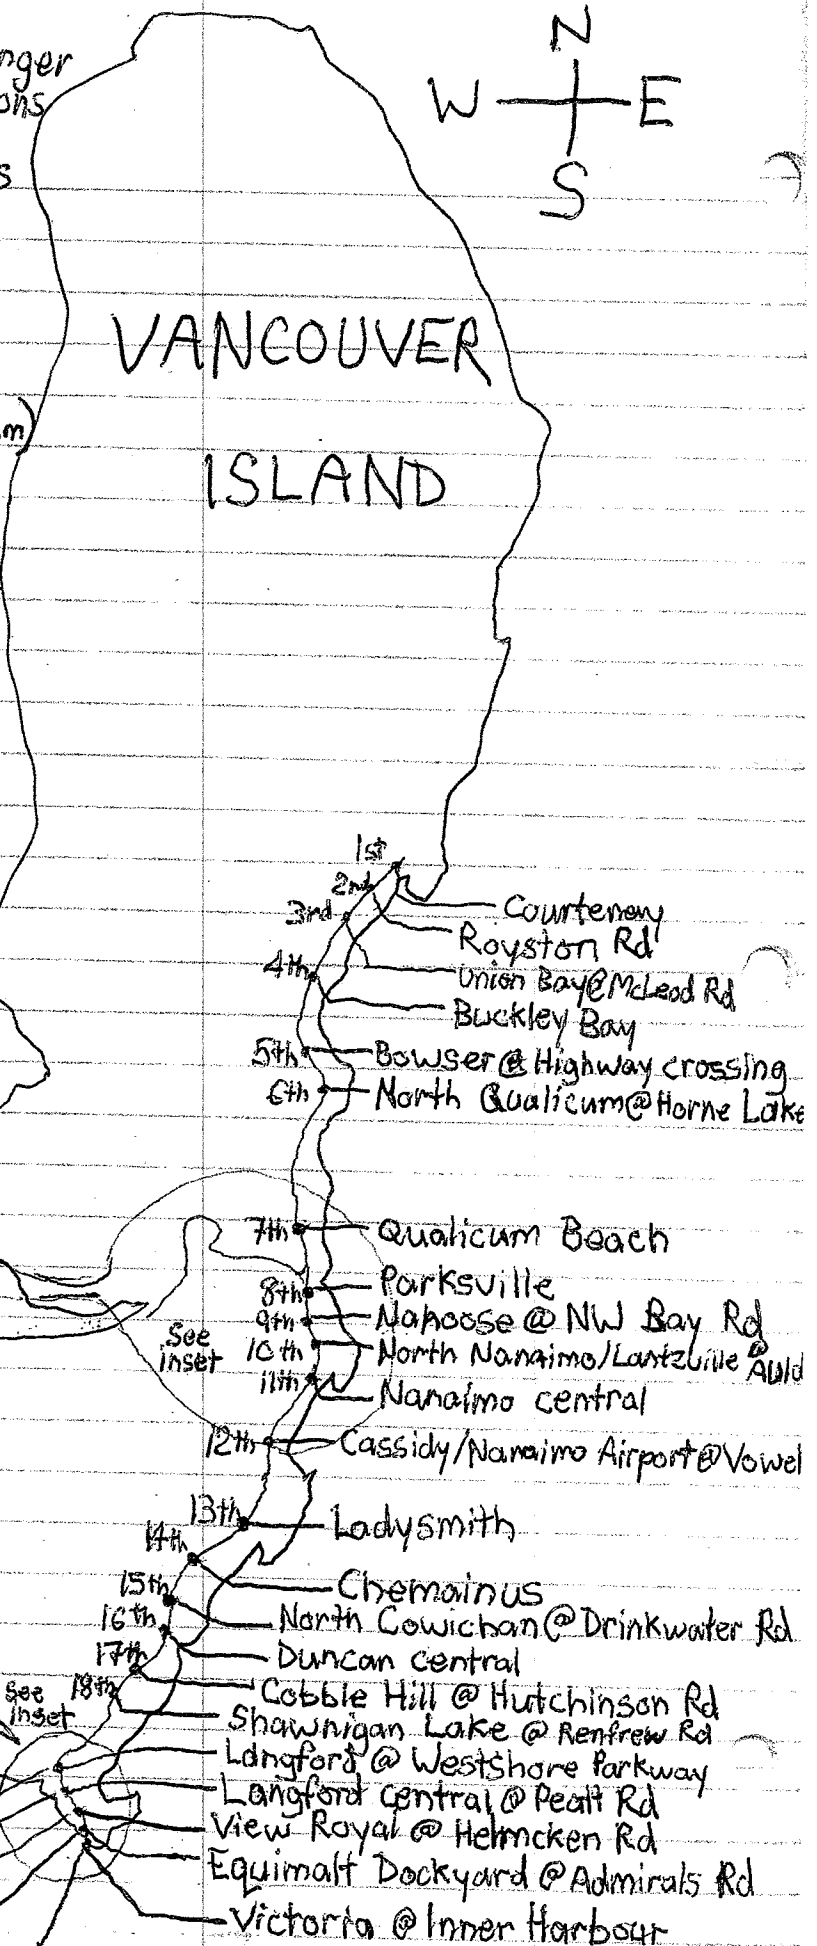 N
W E
S
nger
ons
s
m)
VANCOUVER
ISLAND
1st
2nd
3rd
4th
5th
6th
7th
8th
9th
10th
11th
12th
13th
14th
15th
16th
17th
18th
Courtenay
Royston Rd
Union Bay@McLeod Rd
Buckley Bay
Bowser@Highway crossing
North Qualicum@Horne Lake
Qualicum Beach
Parksville
Nanoose @ NW Bay Rd
North Nanaimo/Lantzville @ Auld
Nanaimo central
Cassidy/Nanaimo Airport@Vowel
Ladysmith
Chemainus
North Cowichan@Drinkwater Rd
Duncan central
Cobble Hill @ Hutchinson Rd
Shawnigan Lake @ Renfrew Rd
Langford @ Westshore Parkway
Langford central @ Peatt Rd
View Royal @ Helmcken Rd
Equimalt Dockyard @ Admirals Rd
Victoria @ Inner Harbour
See
inset
See
inset